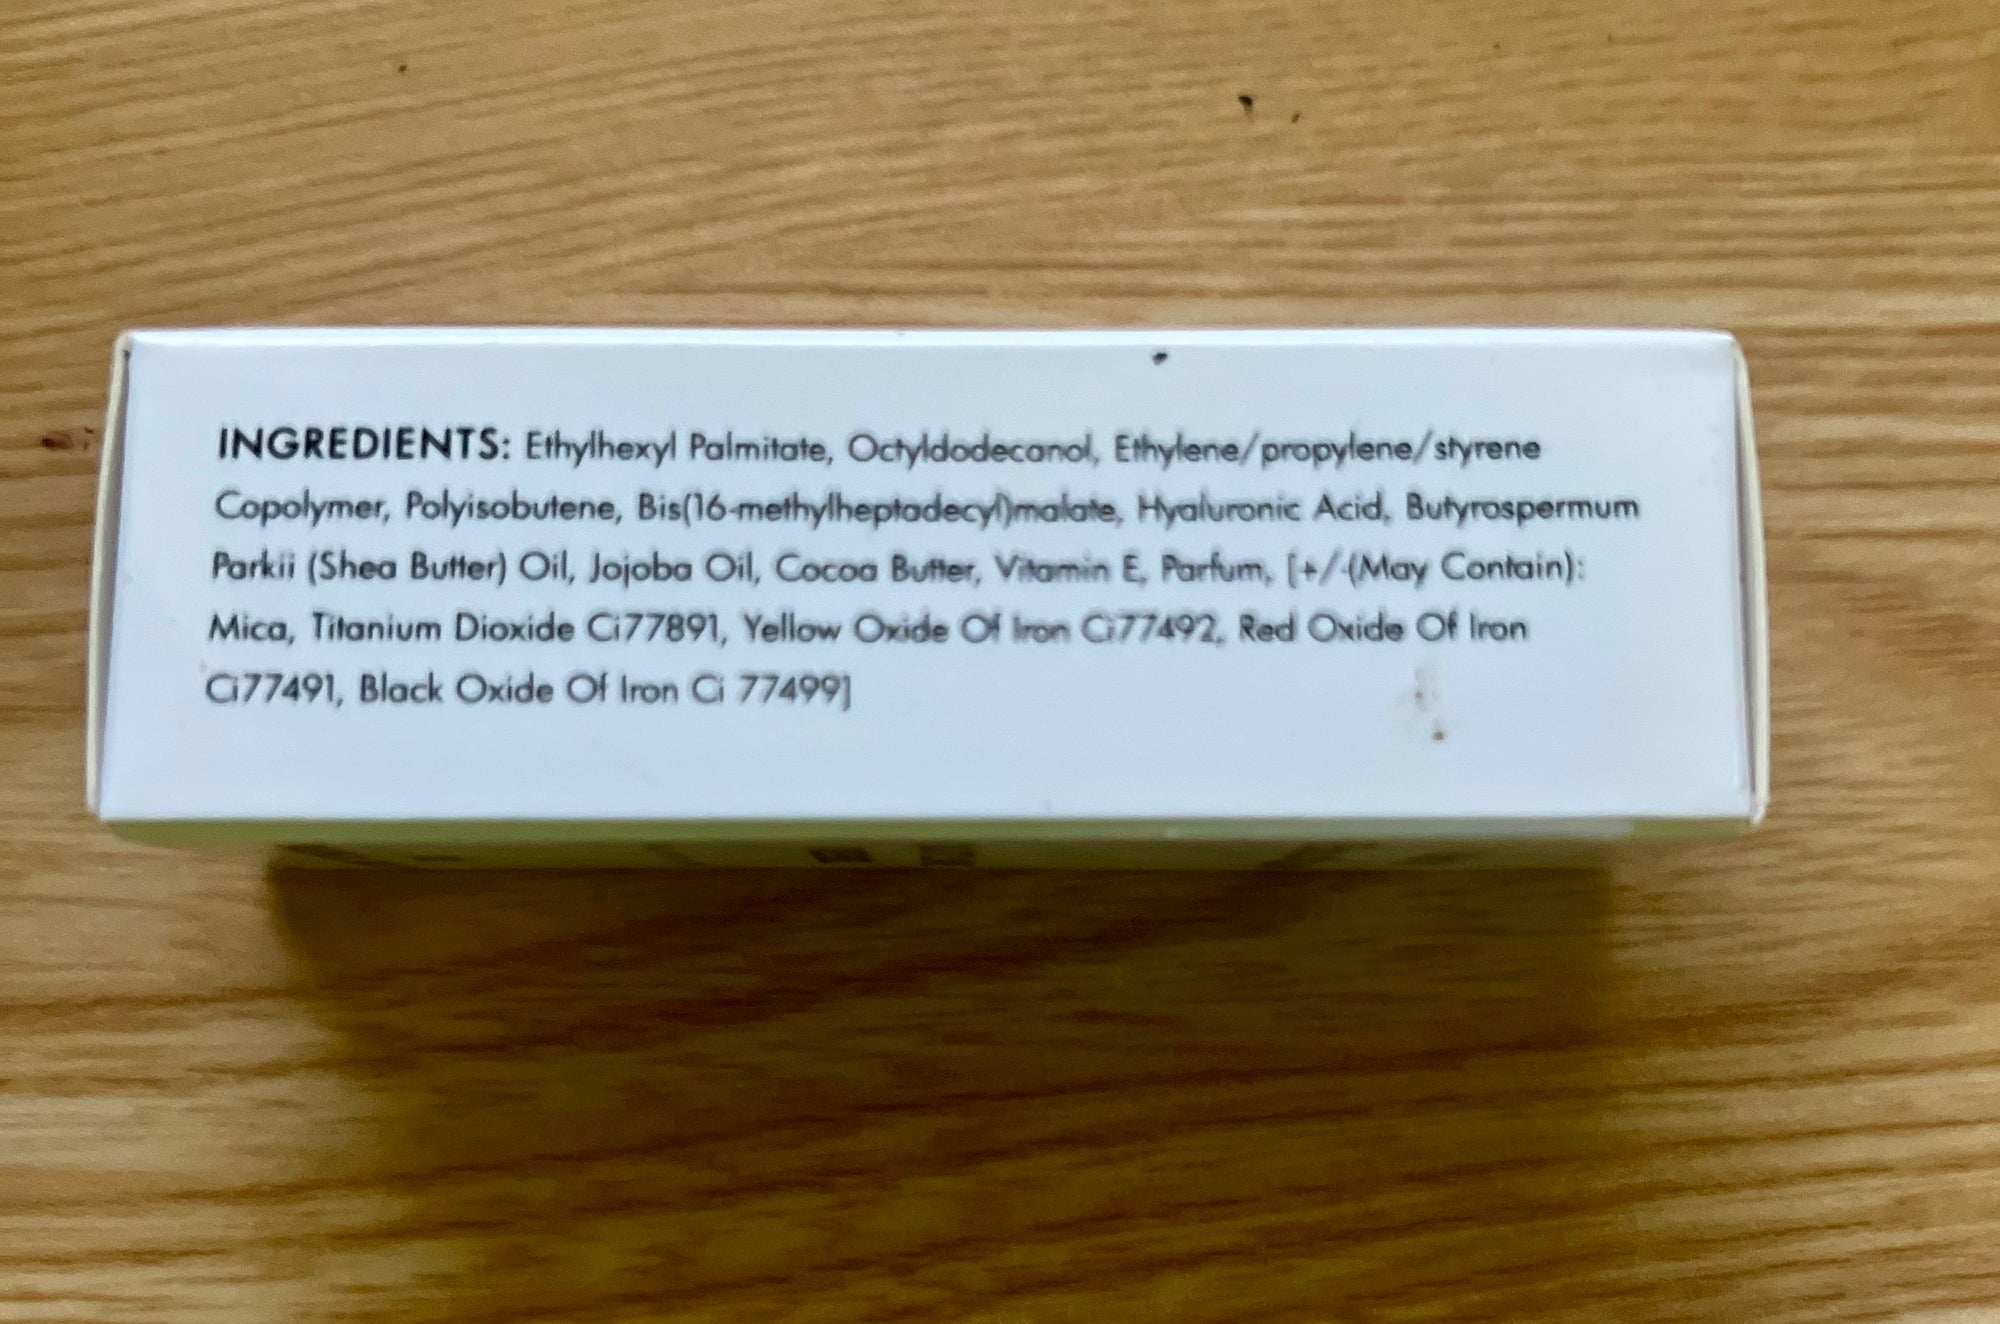 INGREDIENTS: Ethylhexyl Palmitate, Octyldodecanol, Ethylene/propylene/styrene
Copolymer, Polyisobutene, Bis(16-methylheptadecyl)malate, Hyaluronic Acid, Butyrospermum
Parkii (Shea Butter) Oil, Jojoba Oil, Cocoa Butter, Vitamin E, Parfum, [+/-(May Contain):
Mica, Titanium Dioxide Ci77891, Yellow Oxide Of Iron Ci77492, Red Oxide Of Iron
Ci77491, Black Oxide Of Iron Ci 77499]